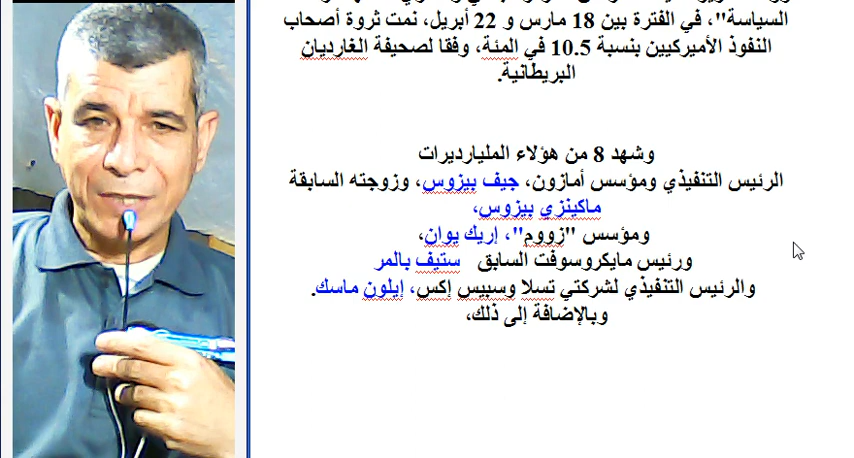 السياسة"، في الفترة بين 18 مارس و 22 أبريل، نمت ثروة أصحاب
النفوذ الأميركيين بنسبة 10.5 في المئة، وفقا لصحيفة الغارديان
البريطانية.
وشهد 8 من هؤلاء المليارديرات
الرئيس التنفيذي ومؤسس أمازون، جيف بيزوس، وزوجته السابقة
ماكينزي بيزوس،
ومؤسس "زووم"، إريك يوان،
ورئيس مايكروسوفت السابق ستيف بالمر
والرئيس التنفيذي لشركتي تسلا وسبيس إكس، إيلون ماسك.
وبالإضافة إلى ذلك،